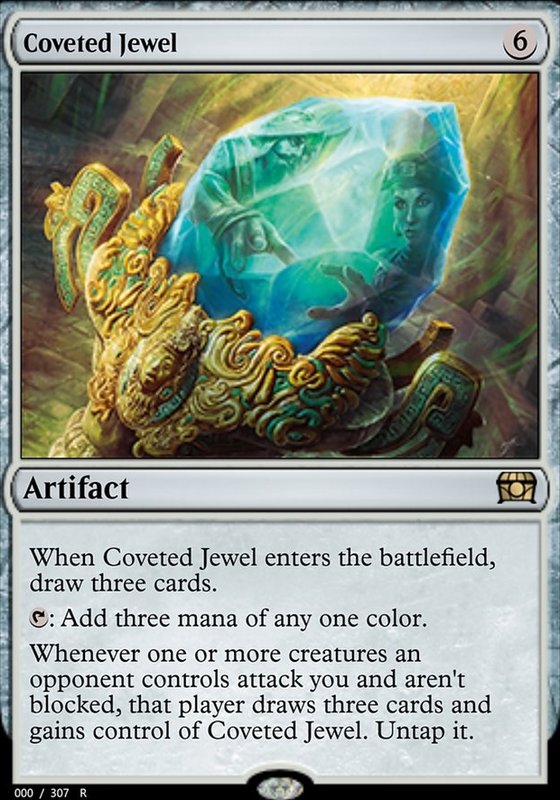 Coveted Jewel 6
Artifact
When Coveted Jewel enters the battlefield,
draw three cards.
: Add three mana of any one color.
Whenever one or more creatures an
opponent controls attack you and aren't
blocked, that player draws three cards and
gains control of Coveted Jewel. Untap it.
000 / 307 R